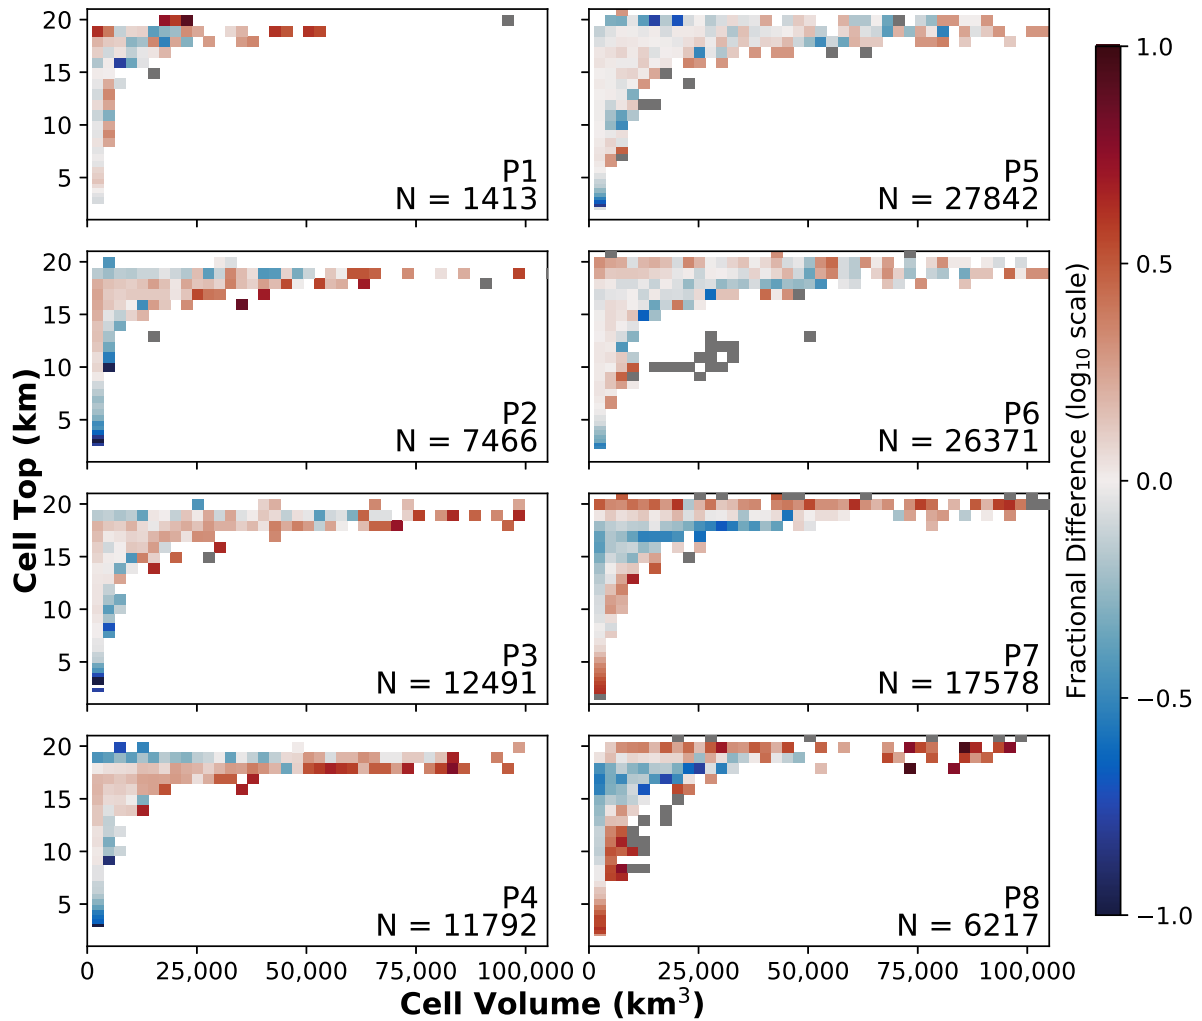 20
15
10
5
P1
N = 1413
P5
N = 27842
20
15
10
5
P2
N = 7466
P6
N = 26371
20
15
10
5
P3
N = 12491
P7
N = 17578
20
15
10
5
P4
N = 11792
P8
N = 6217
0
25,000
50,000
75,000
100,000
0
25,000
50,000
75,000
100,000
Cell Volume (km³)
Cell Top (km)
1.0
0.5
0.0
−0.5
−1.0
Fractional Difference (log₁₀ scale)